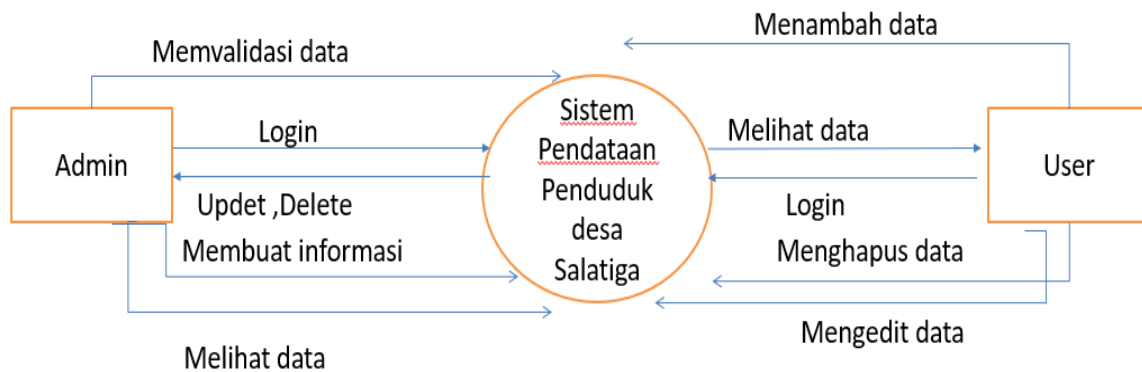 Menambah data
Memvalidasi data
Sistem
Pendataan
Penduduk
desa
Salatiga
Admin
Login
Updet ,Delete
Membuat informasi
Melihat data
Melihat data
User
Login
Menghapus data
Mengedit data